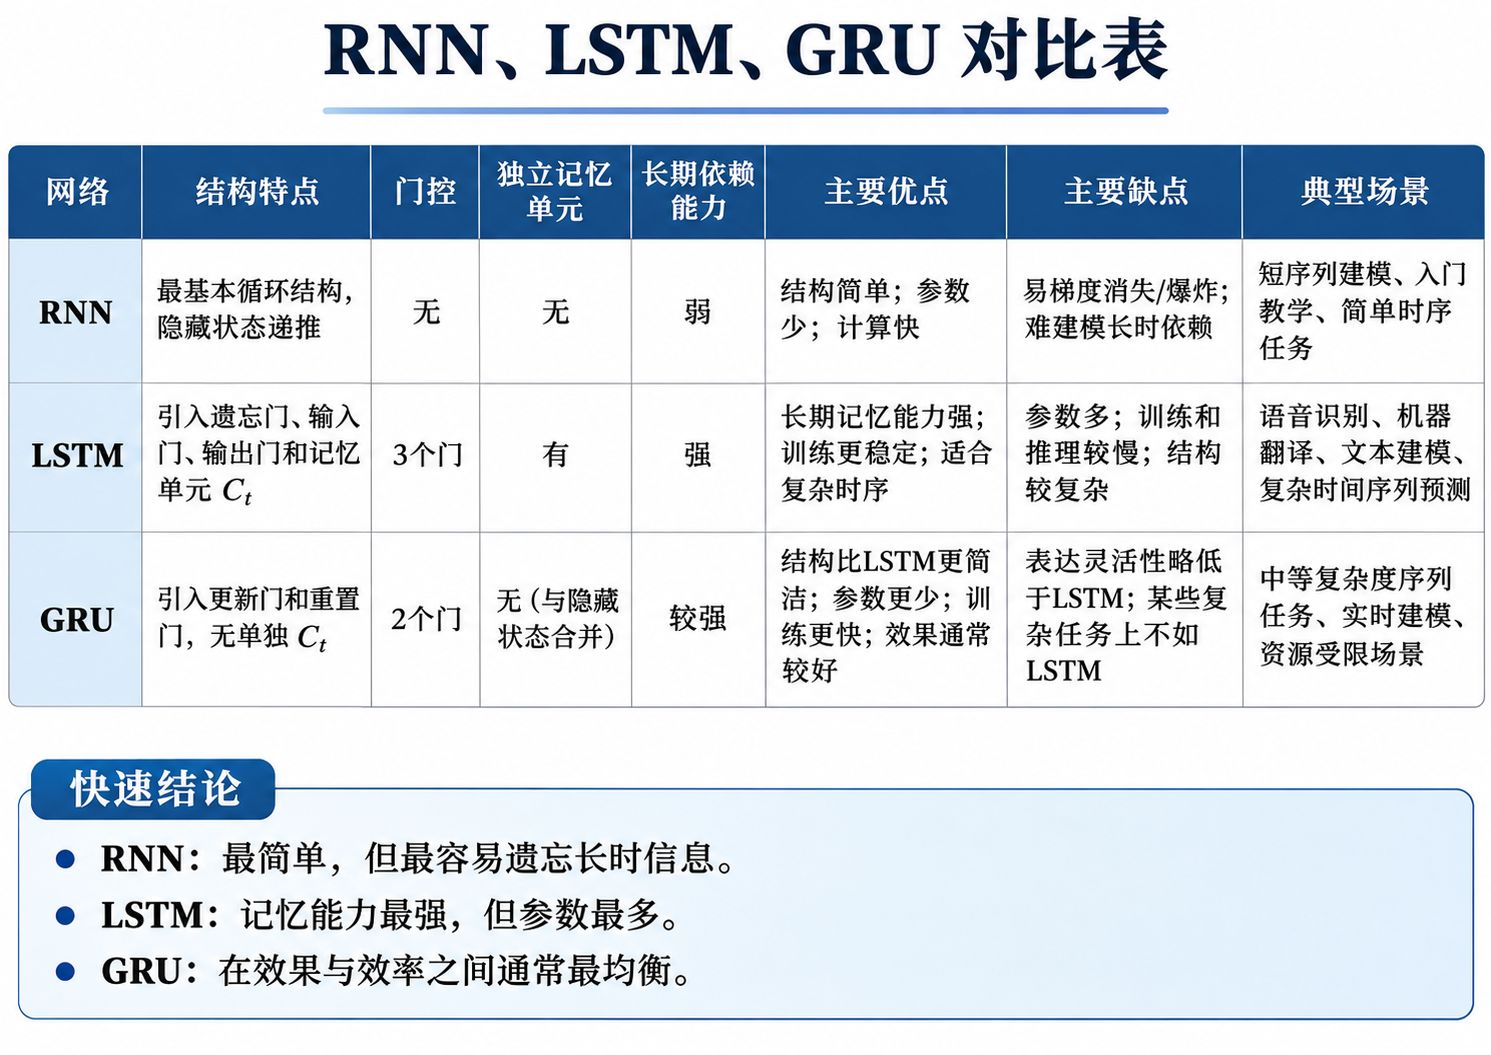 RNN、LSTM、GRU 对比表
网络
结构特点
门控
独立记忆
单元
长期依赖
能力
主要优点
主要缺点
典型场景
RNN
最基本循环结构，
隐藏状态递推
无
无
弱
结构简单；参数
少；计算快
易梯度消失/爆炸；
难建模长时依赖
短序列建模、入门
教学、简单时序
任务
LSTM
引入遗忘门、输入
门、输出门和记忆
单元 Cₜ
3个门
有
强
长期记忆能力强；
训练更稳定；适合
复杂时序
参数多；训练和
推理较慢；结构
较复杂
语音识别、机器
翻译、文本建模、
复杂时间序列预测
GRU
引入更新门和重置
门，无单独 Cₜ
2个门
无（与隐藏
状态合并）
较强
结构比LSTM更简
洁；参数更少；训
练更快；效果通常
较好
表达灵活性略低
于LSTM；某些复
杂任务上不如
LSTM
中等复杂度序列
任务、实时建模、
资源受限场景
快速结论
● RNN：最简单，但最容易遗忘长时信息。
● LSTM：记忆能力最强，但参数最多。
● GRU：在效果与效率之间通常最均衡。